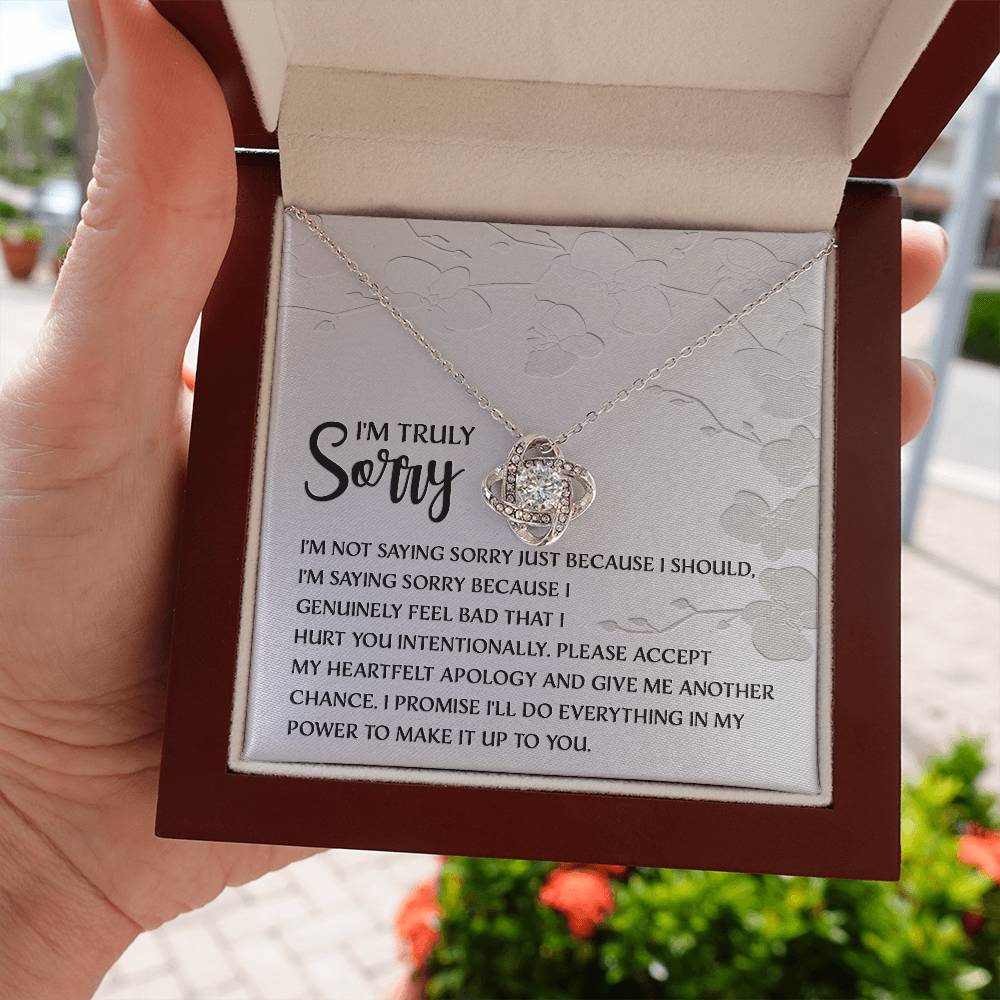 I'M TRULY
Sorry
I'M NOT SAYING SORRY JUST BECAUSE I SHOULD,
I'M SAYING SORRY BECAUSE I
GENUINELY FEEL BAD THAT I
HURT YOU INTENTIONALLY. PLEASE ACCEPT
MY HEARTFELT APOLOGY AND GIVE ME ANOTHER
CHANCE. I PROMISE I'LL DO EVERYTHING IN MY
POWER TO MAKE IT UP TO YOU.